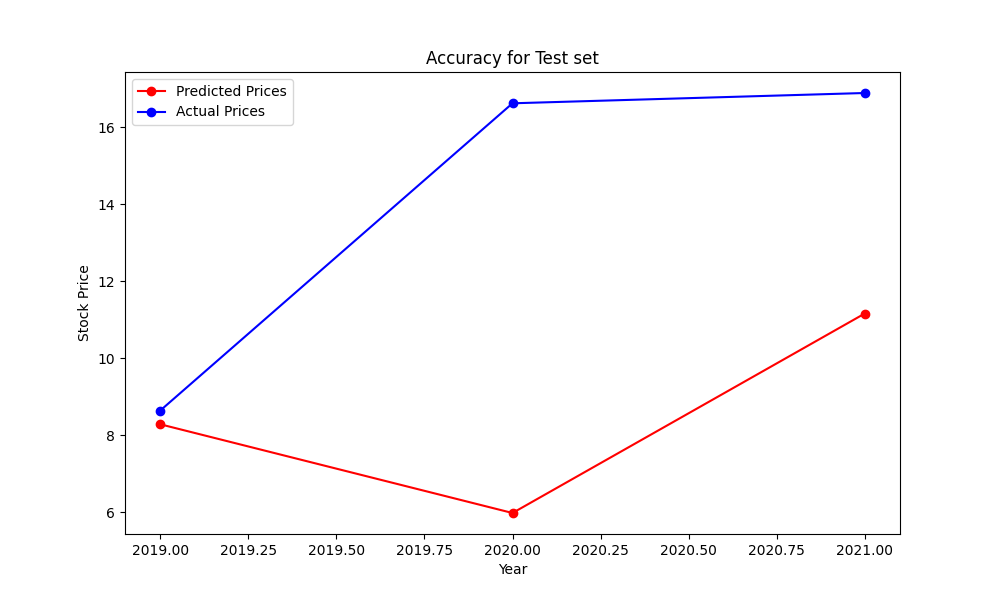 Accuracy for Test set
Predicted Prices
Actual Prices
16
14
12
10
8
6
Stock Price
2019.00 2019.25 2019.50 2019.75 2020.00 2020.25 2020.50 2020.75 2021.00
Year